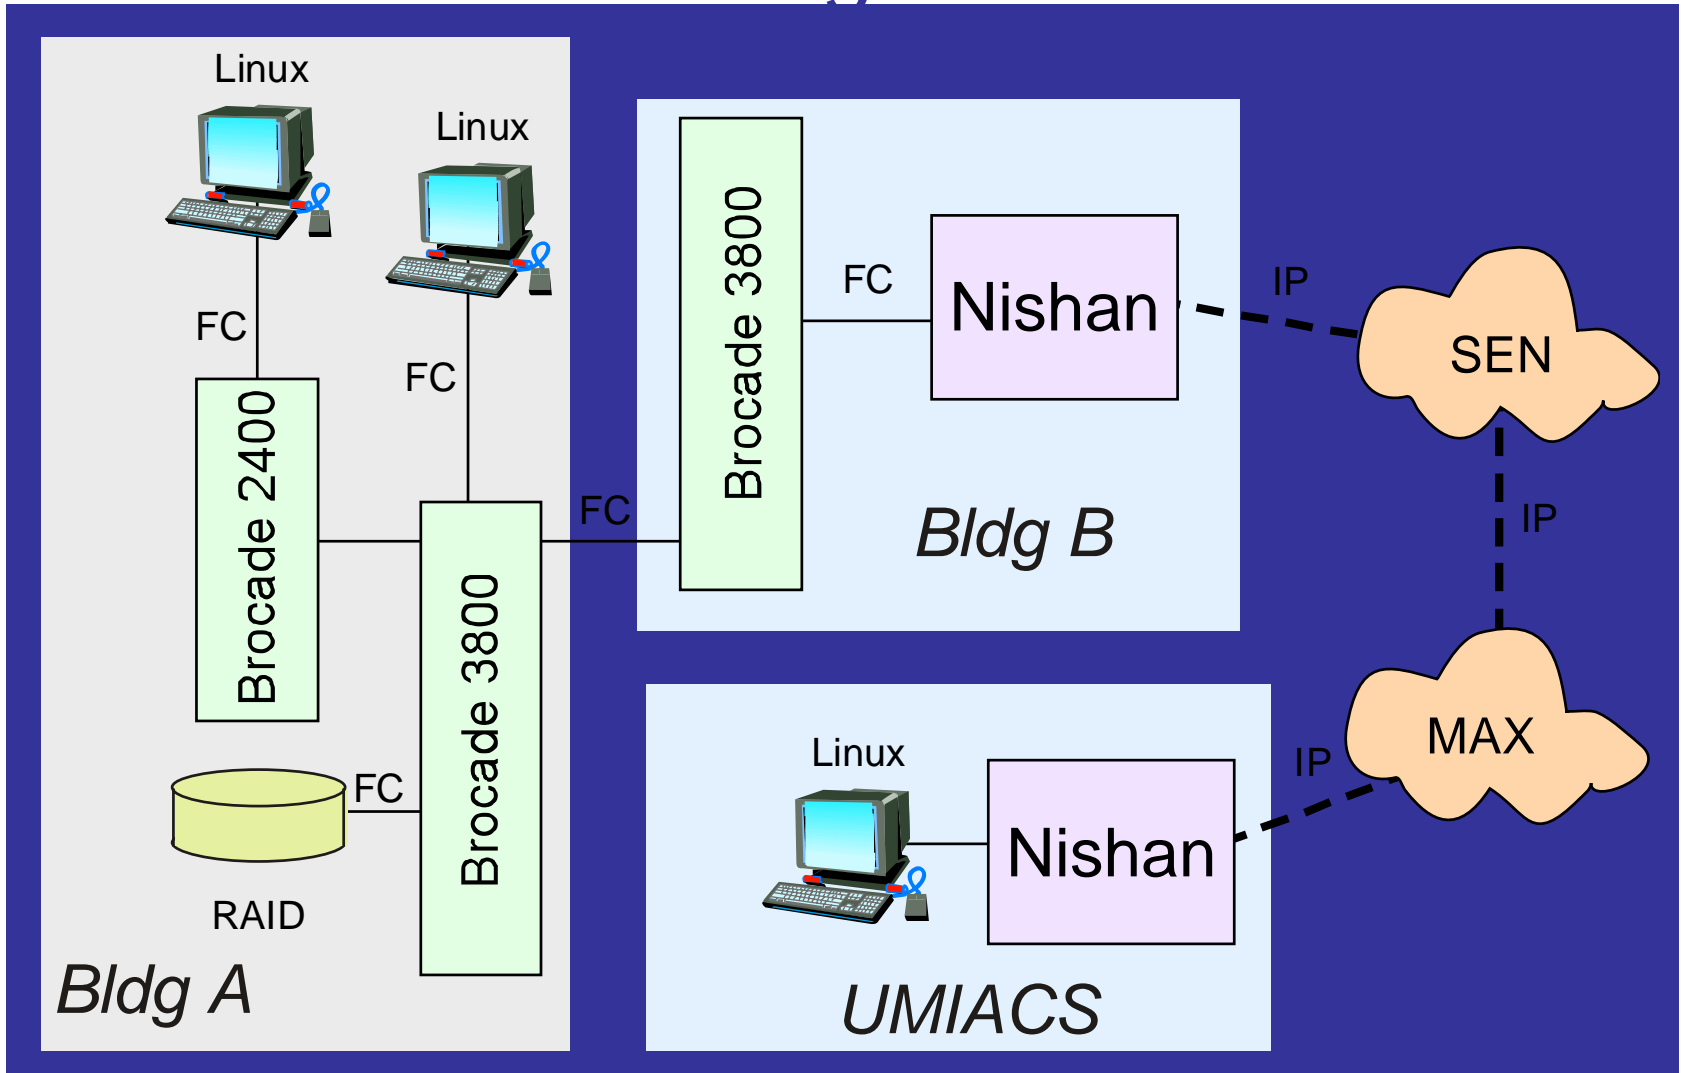 Linux
Linux
FC
FC
Brocade 2400
Brocade 3800
FC
RAID
Bldg A
FC
Brocade 3800
FC
Nishan
Bldg B
IP
SEN
IP
MAX
IP
Linux
Nishan
UMIACS